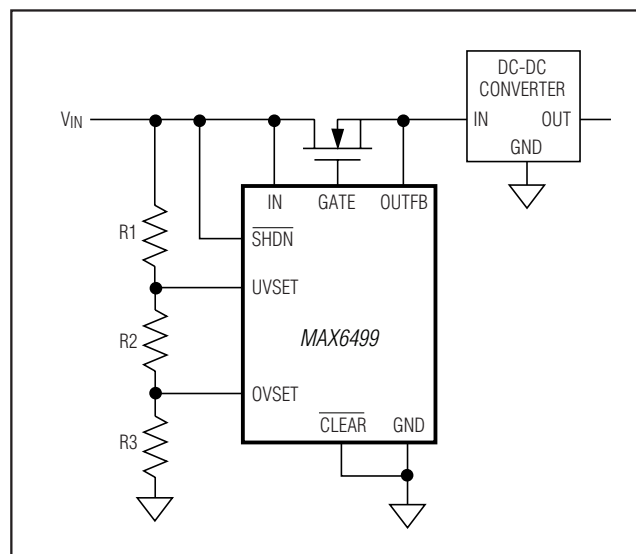 DC-DC
CONVERTER
VIN
IN
OUT
GND
IN
GATE
OUTFB
R1
SHDN
UVSET
R2
MAX6499
OVSET
R3
CLEAR
GND